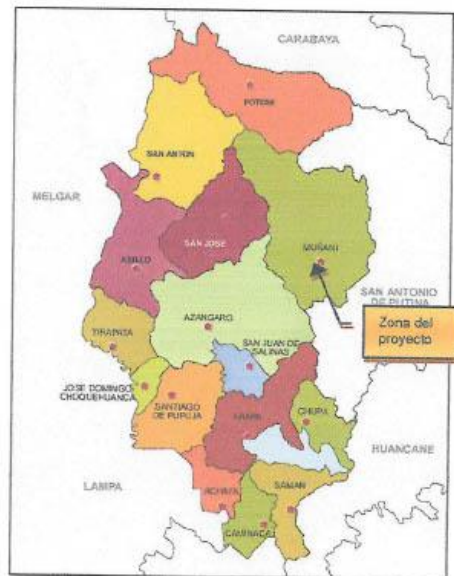 CARABAYA
POTONI
SAN ANTON
MELGAR
SAN JOSE
MUÑANI
ASILLO
SAN ANTONIO
DE PUTINA
AZANGARO
Zona del
proyecto
TIRAPATA
SAN JUAN DE
SALINAS
JOSE DOMINGO
CHOQUEHUANCA
SANTIAGO
DE PUPUJA
CHUPA
HUANCANE
LAMPA
ACHAYA
SAMAN
CAMINACA